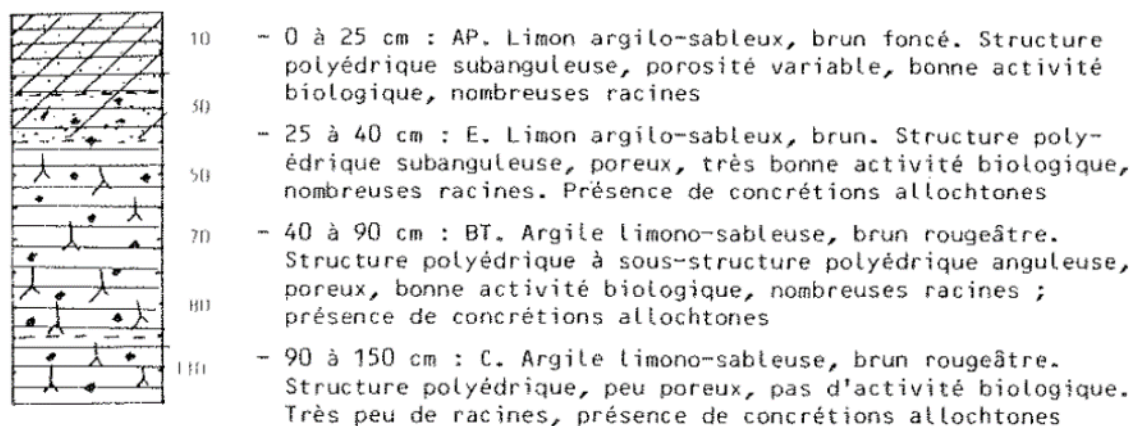 10
30
50
70
80
110
- 0 à 25 cm : AP. Limon argilo-sableux, brun foncé. Structure
polyédrique subanguleuse, porosité variable, bonne activité
biologique, nombreuses racines
- 25 à 40 cm : E. Limon argilo-sableux, brun. Structure poly-
édrique subanguleuse, poreux, très bonne activité biologique,
nombreuses racines. Présence de concrétions allochtones
- 40 à 90 cm : BT. Argile limono-sableuse, brun rougeâtre.
Structure polyédrique à sous-structure polyédrique anguleuse,
poreux, bonne activité biologique, nombreuses racines ;
présence de concrétions allochtones
- 90 à 150 cm : C. Argile limono-sableuse, brun rougeâtre.
Structure polyédrique, peu poreux, pas d'activité biologique.
Très peu de racines, présence de concrétions allochtones